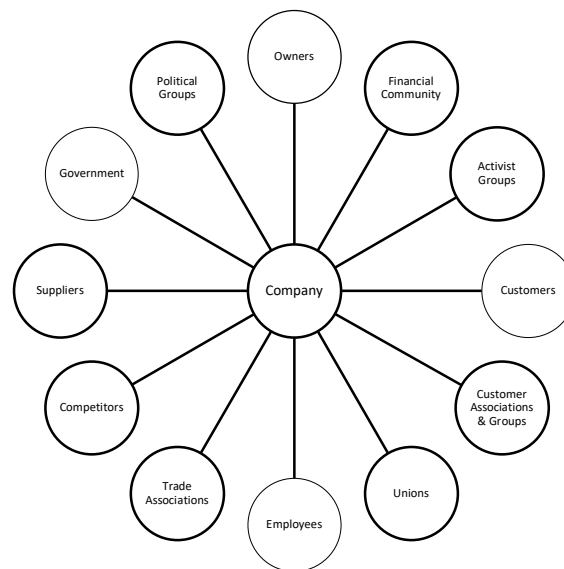 Owners
Political
Groups
Financial
Community
Government
Activist
Groups
Suppliers
Company
Customers
Competitors
Customer
Associations
& Groups
Trade
Associations
Unions
Employees